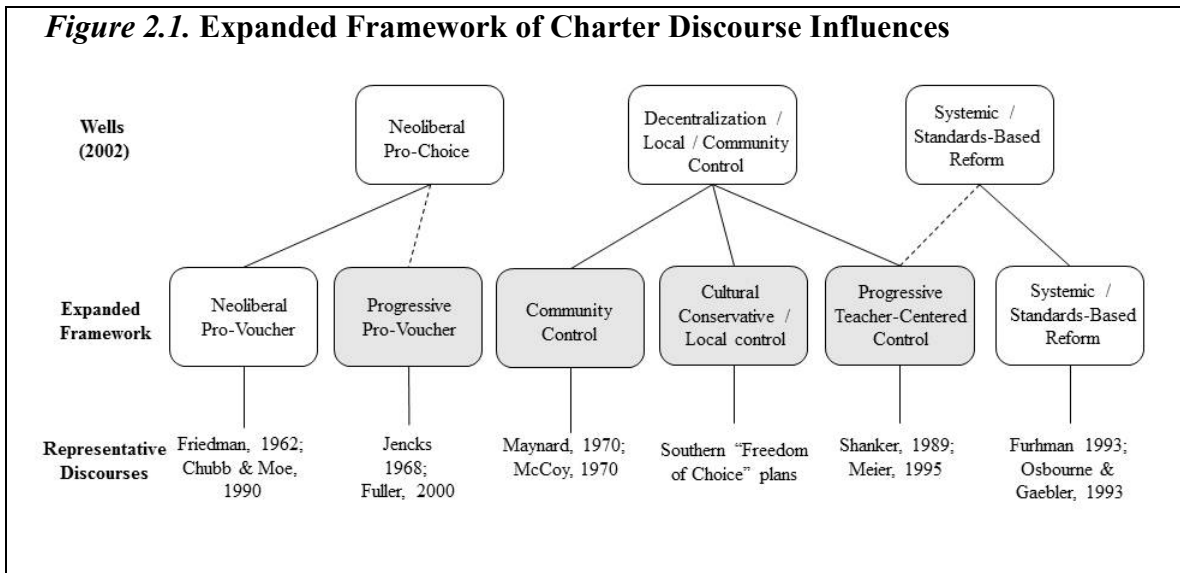 Figure 2.1. Expanded Framework of Charter Discourse Influences
Wells
(2002)
Neoliberal
Pro-Choice
Decentralization /
Local / Community
Control
Systemic /
Standards-Based
Reform
Expanded
Framework
Neoliberal
Pro-Voucher
Progressive
Pro-Voucher
Community
Control
Cultural
Conservative /
Local control
Progressive
Teacher-Centered
Control
Systemic /
Standards-Based
Reform
Representative
Discourses
Friedman, 1962;
Chubb & Moe,
1990
Jencks
1968;
Fuller, 2000
Maynard, 1970;
McCoy, 1970
Southern “Freedom
of Choice” plans
Shanker, 1989;
Meier, 1995
Furhman 1993;
Osbourne &
Gaebler, 1993